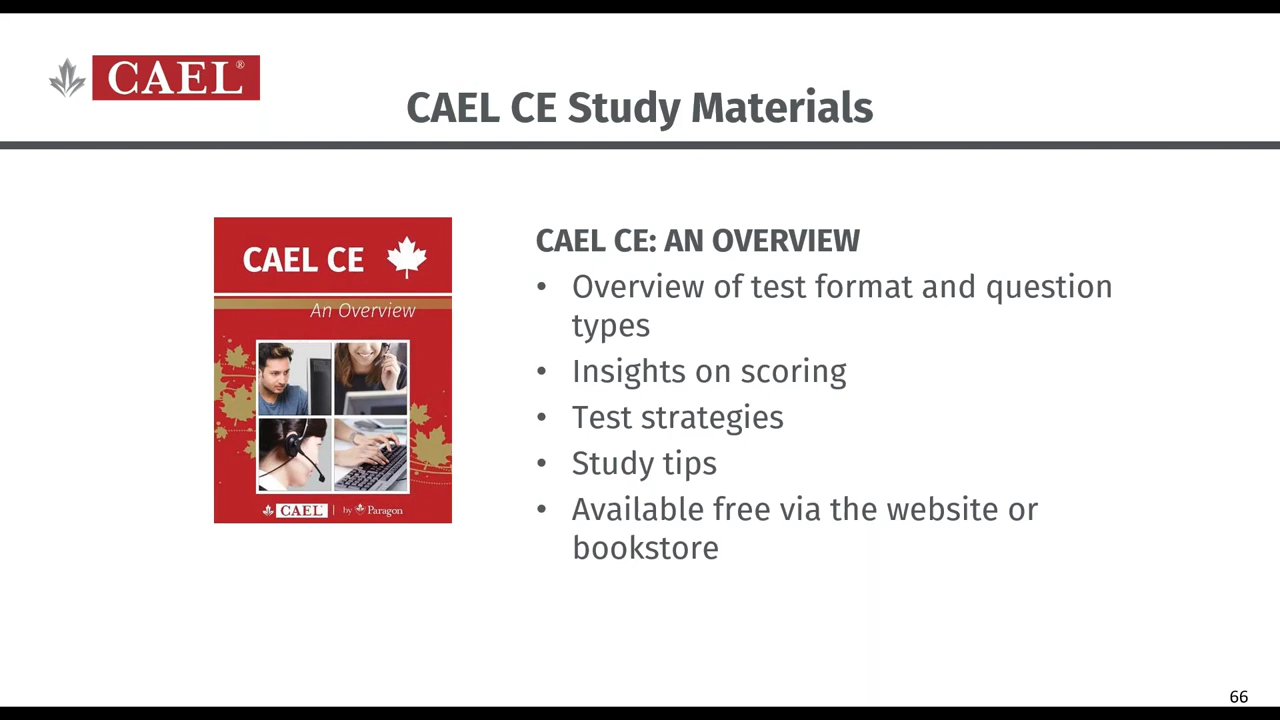 CAEL®
CAEL CE Study Materials
CAEL CE
An Overview
CAEL | by Paragon
CAEL CE: AN OVERVIEW
• Overview of test format and question
types
• Insights on scoring
• Test strategies
• Study tips
• Available free via the website or
bookstore
66